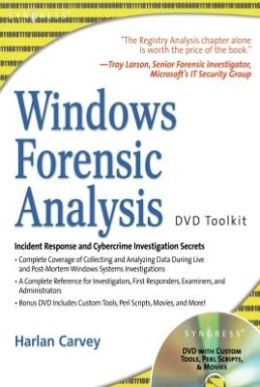 "The Registry Analysis chapter alone
is worth the price of the book."
—Troy Larson, Senior Forensic Investigator,
Microsoft's IT Security Group
Windows
Forensic
Analysis
DVD Toolkit
Incident Response and Cybercrime Investigation Secrets
• Complete Coverage of Collecting and Analyzing Data During Live
and Post-Mortem Windows Systems Investigations
• A Complete Reference for Investigators, First Responders, Examiners, and
Administrators
• Bonus DVD Includes Custom Tools, Perl Scripts, Movies, and More!
Harlan Carvey
SYNGRESS
DVD WITH CUSTOM
TOOLS, PERL SCRIPTS,
& MOVIES